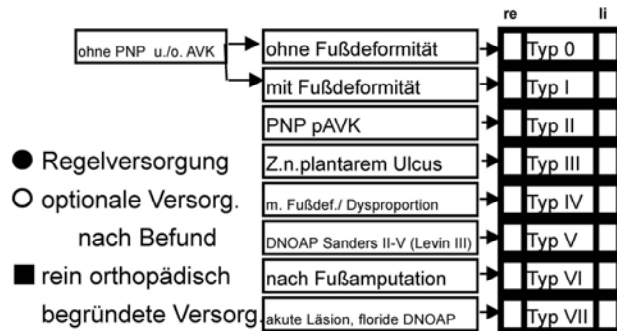 re li
ohne PNP u./o. AVK ohne Fußdeformität Typ 0
mit Fußdeformität Typ I
PNP pAVK Typ II
● Regelversorgung Z.n.plantarem Ulcus Typ III
○ optionale Versorg. m. Fußdef./ Dysproportion Typ IV
nach Befund DNOAP Sanders II-V (Levin III) Typ V
■ rein orthopädisch nach Fußamputation Typ VI
begründete Versorg. akute Läsion, floride DNOAP Typ VII